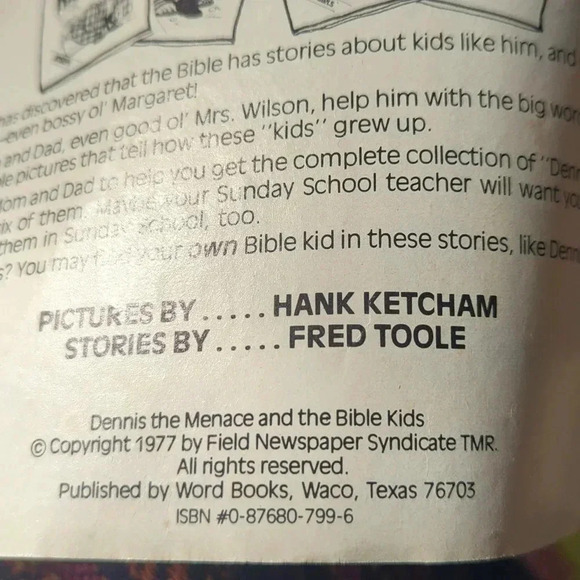 has discovered that the Bible has stories about kids like him, and
—even bossy ol' Margaret!
and Dad, even good ol' Mrs. Wilson, help him with the big
pictures that tell how these "kids" grew up.
Mom and Dad to help you get the complete collection of "Denn
six of them. Maybe your Sunday School teacher will want
them in Sunday School, too.
? You may find your own Bible kid in these stories, like Denn
PICTURES BY ..... HANK KETCHAM
STORIES BY ..... FRED TOOLE
Dennis the Menace and the Bible Kids
© Copyright 1977 by Field Newspaper Syndicate TMR.
All rights reserved.
Published by Word Books, Waco, Texas 76703
ISBN #0-87680-799-6